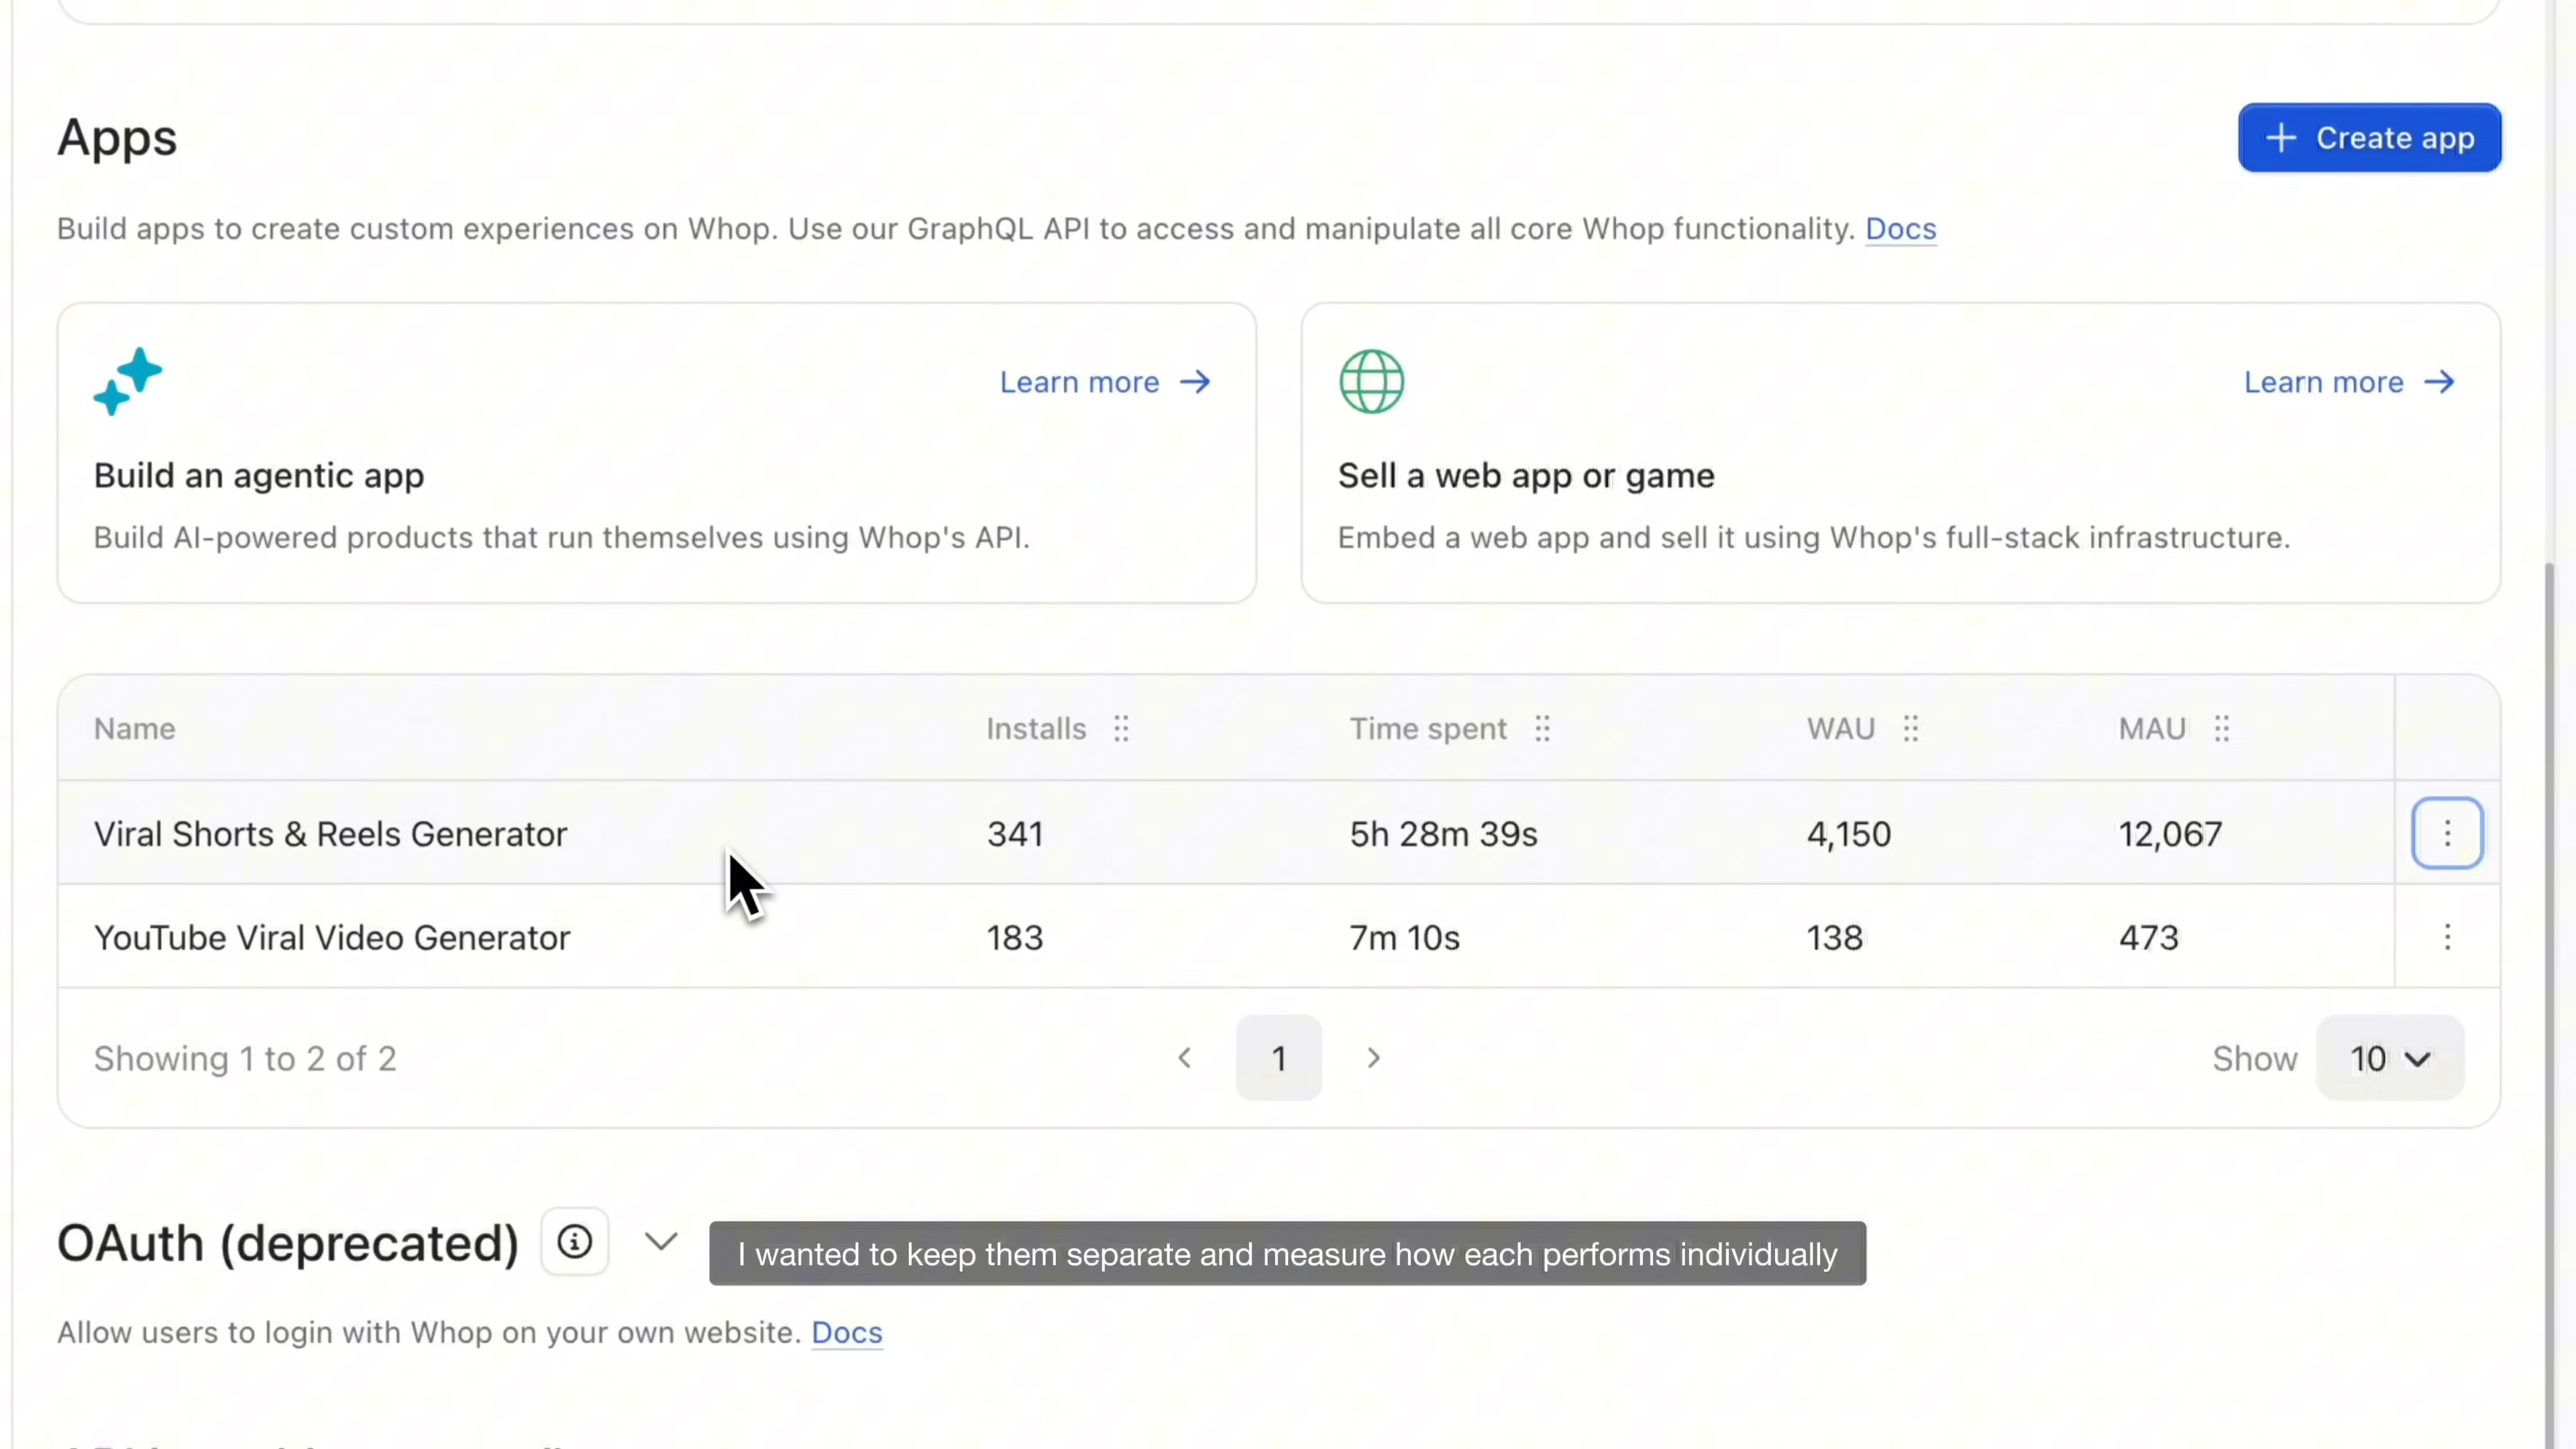 Apps
+ Create app
Build apps to create custom experiences on Whop. Use our GraphQL API to access and manipulate all core Whop functionality. Docs
Learn more →
Build an agentic app
Build AI-powered products that run themselves using Whop's API.
Learn more →
Sell a web app or game
Embed a web app and sell it using Whop's full-stack infrastructure.
Name Installs Time spent WAU MAU
Viral Shorts & Reels Generator 341 5h 28m 39s 4,150 12,067
YouTube Viral Video Generator 183 7m 10s 138 473
Showing 1 to 2 of 2 1 Show 10
OAuth (deprecated)
I wanted to keep them separate and measure how each performs individually
Allow users to login with Whop on your own website. Docs